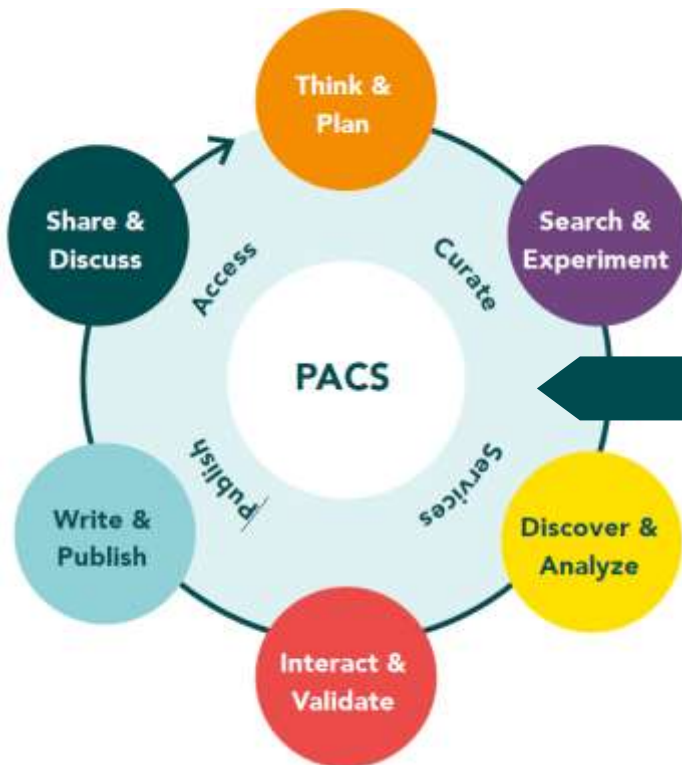 Think &
Plan
Search &
Experiment
Discover &
Analyze
Interact &
Validate
Write &
Publish
Share &
Discuss
Access
Curate
Services
Publish
PACS